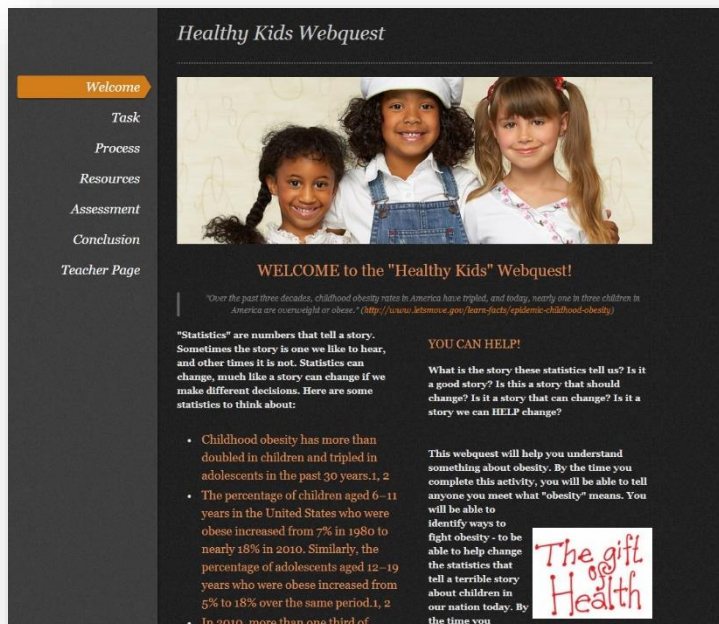 Healthy Kids Webquest
Welcome
Task
Process
Resources
Assessment
Conclusion
Teacher Page
WELCOME to the "Healthy Kids" Webquest!
"Over the past three decades, childhood obesity rates in America have tripled, and today, nearly one in three children in
America are overweight or obese." (http://www.letsmove.gov/learn-facts/epidemic-childhood-obesity)
"Statistics" are numbers that tell a story.
Sometimes the story is one we like to hear,
and other times it is not. Statistics can
change, much like a story can change if we
make different decisions. Here are some
statistics to think about:
• Childhood obesity has more than
doubled in children and tripled in
adolescents in the past 30 years.1, 2
• The percentage of children aged 6–11
years in the United States who were
obese increased from 7% in 1980 to
nearly 18% in 2010. Similarly, the
percentage of adolescents aged 12–19
years who were obese increased from
5% to 18% over the same period.1, 2
• In 2010, more than one third of
YOU CAN HELP!
What is the story these statistics tell us? Is it
a good story? Is this a story that should
change? Is it a story that can change? Is it a
story we can HELP change?
This webquest will help you understand
something about obesity. By the time you
complete this activity, you will be able to tell
anyone you meet what "obesity" means. You
will be able to
identify ways to
fight obesity - to be
able to help change
the statistics that
tell a terrible story
about children in
our nation today. By
the time you
The gift
of
Health